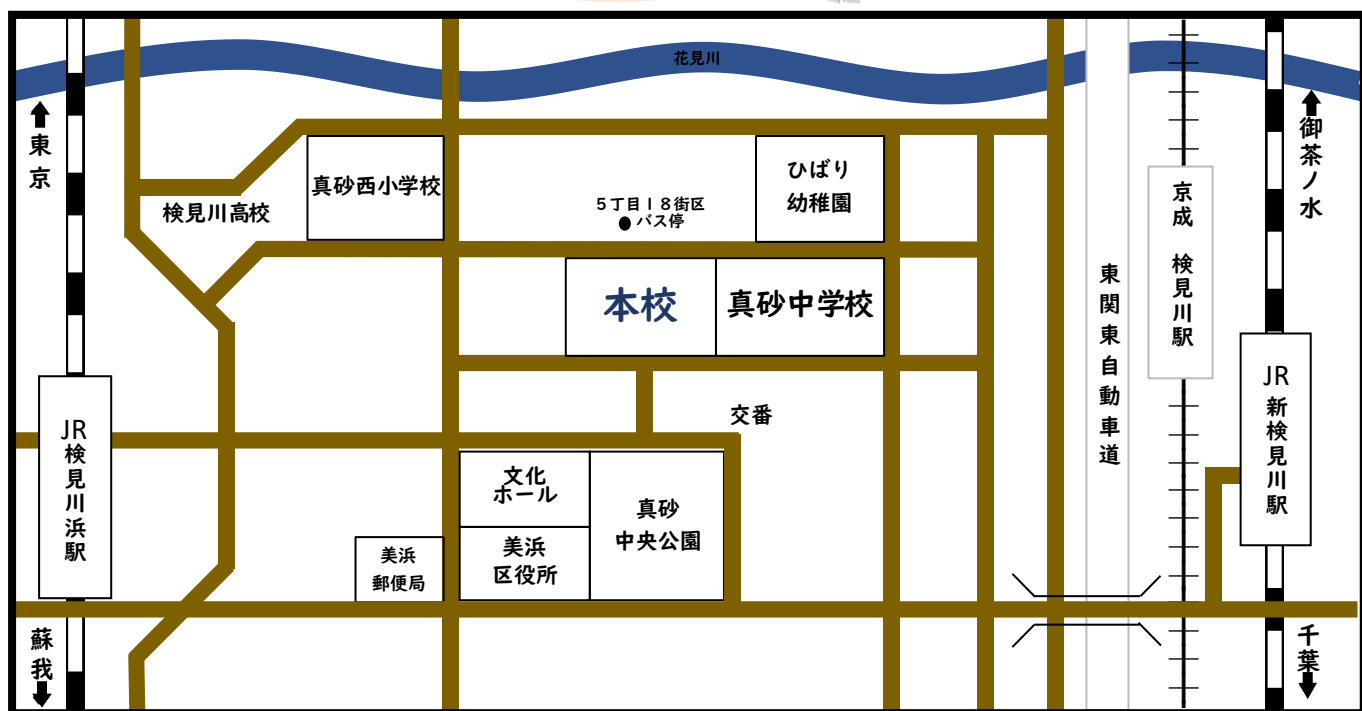 花見川
東京
御茶ノ水
真砂西小学校
ひばり
幼稚園
検見川高校
5丁目18街区
バス停
京成 検見川駅
東関東自動車道
本校
真砂中学校
JR
新検見川駅
JR
検見川浜駅
交番
文化
ホール
真砂
中央公園
美浜
区役所
美浜
郵便局
蘇我
千葉